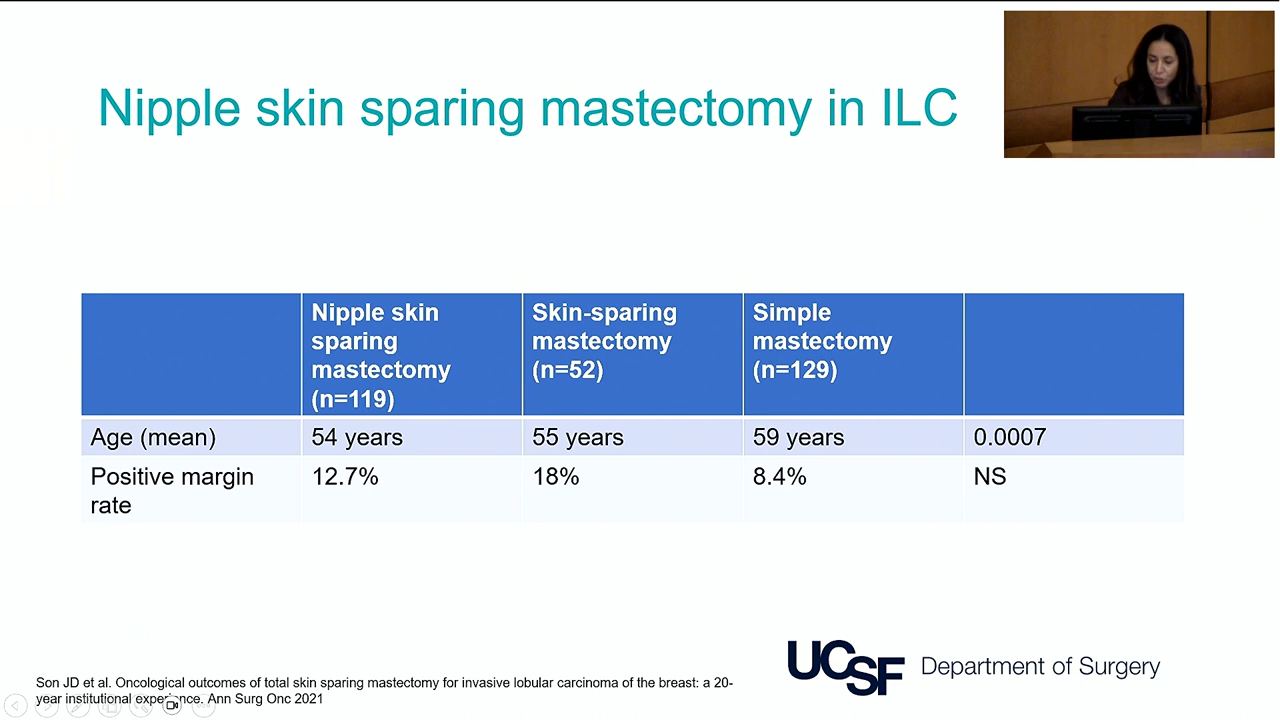 Nipple skin sparing mastectomy in ILC
Nipple skin
sparing
mastectomy
(n=119)
Skin-sparing
mastectomy
(n=52)
Simple
mastectomy
(n=129)
Age (mean)
54 years
55 years
59 years
0.0007
Positive margin
rate
12.7%
18%
8.4%
NS
UCSF
Department of Surgery
Son JD et al. Oncological outcomes of total skin sparing mastectomy for invasive lobular carcinoma of the breast: a 20-
year institutional experience. Ann Surg Onc 2021